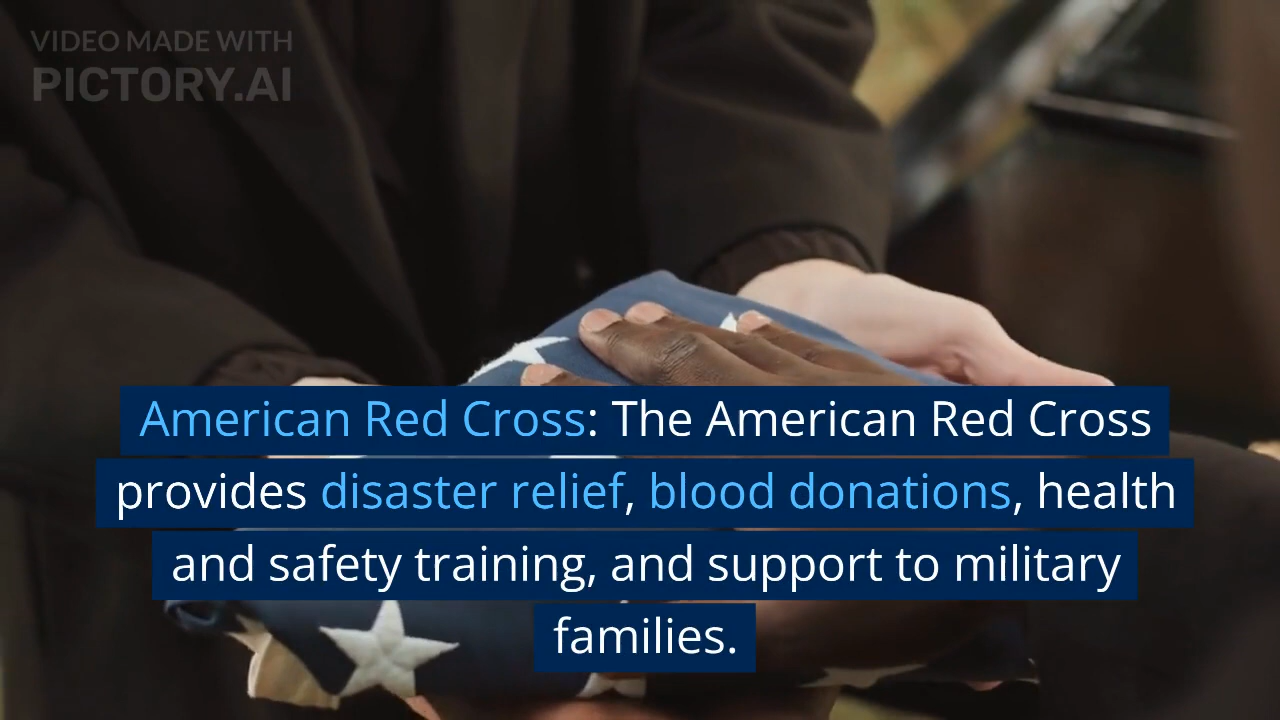 VIDEO MADE WITH
PICTORY.AI
American Red Cross: The American Red Cross
provides disaster relief, blood donations, health
and safety training, and support to military
families.